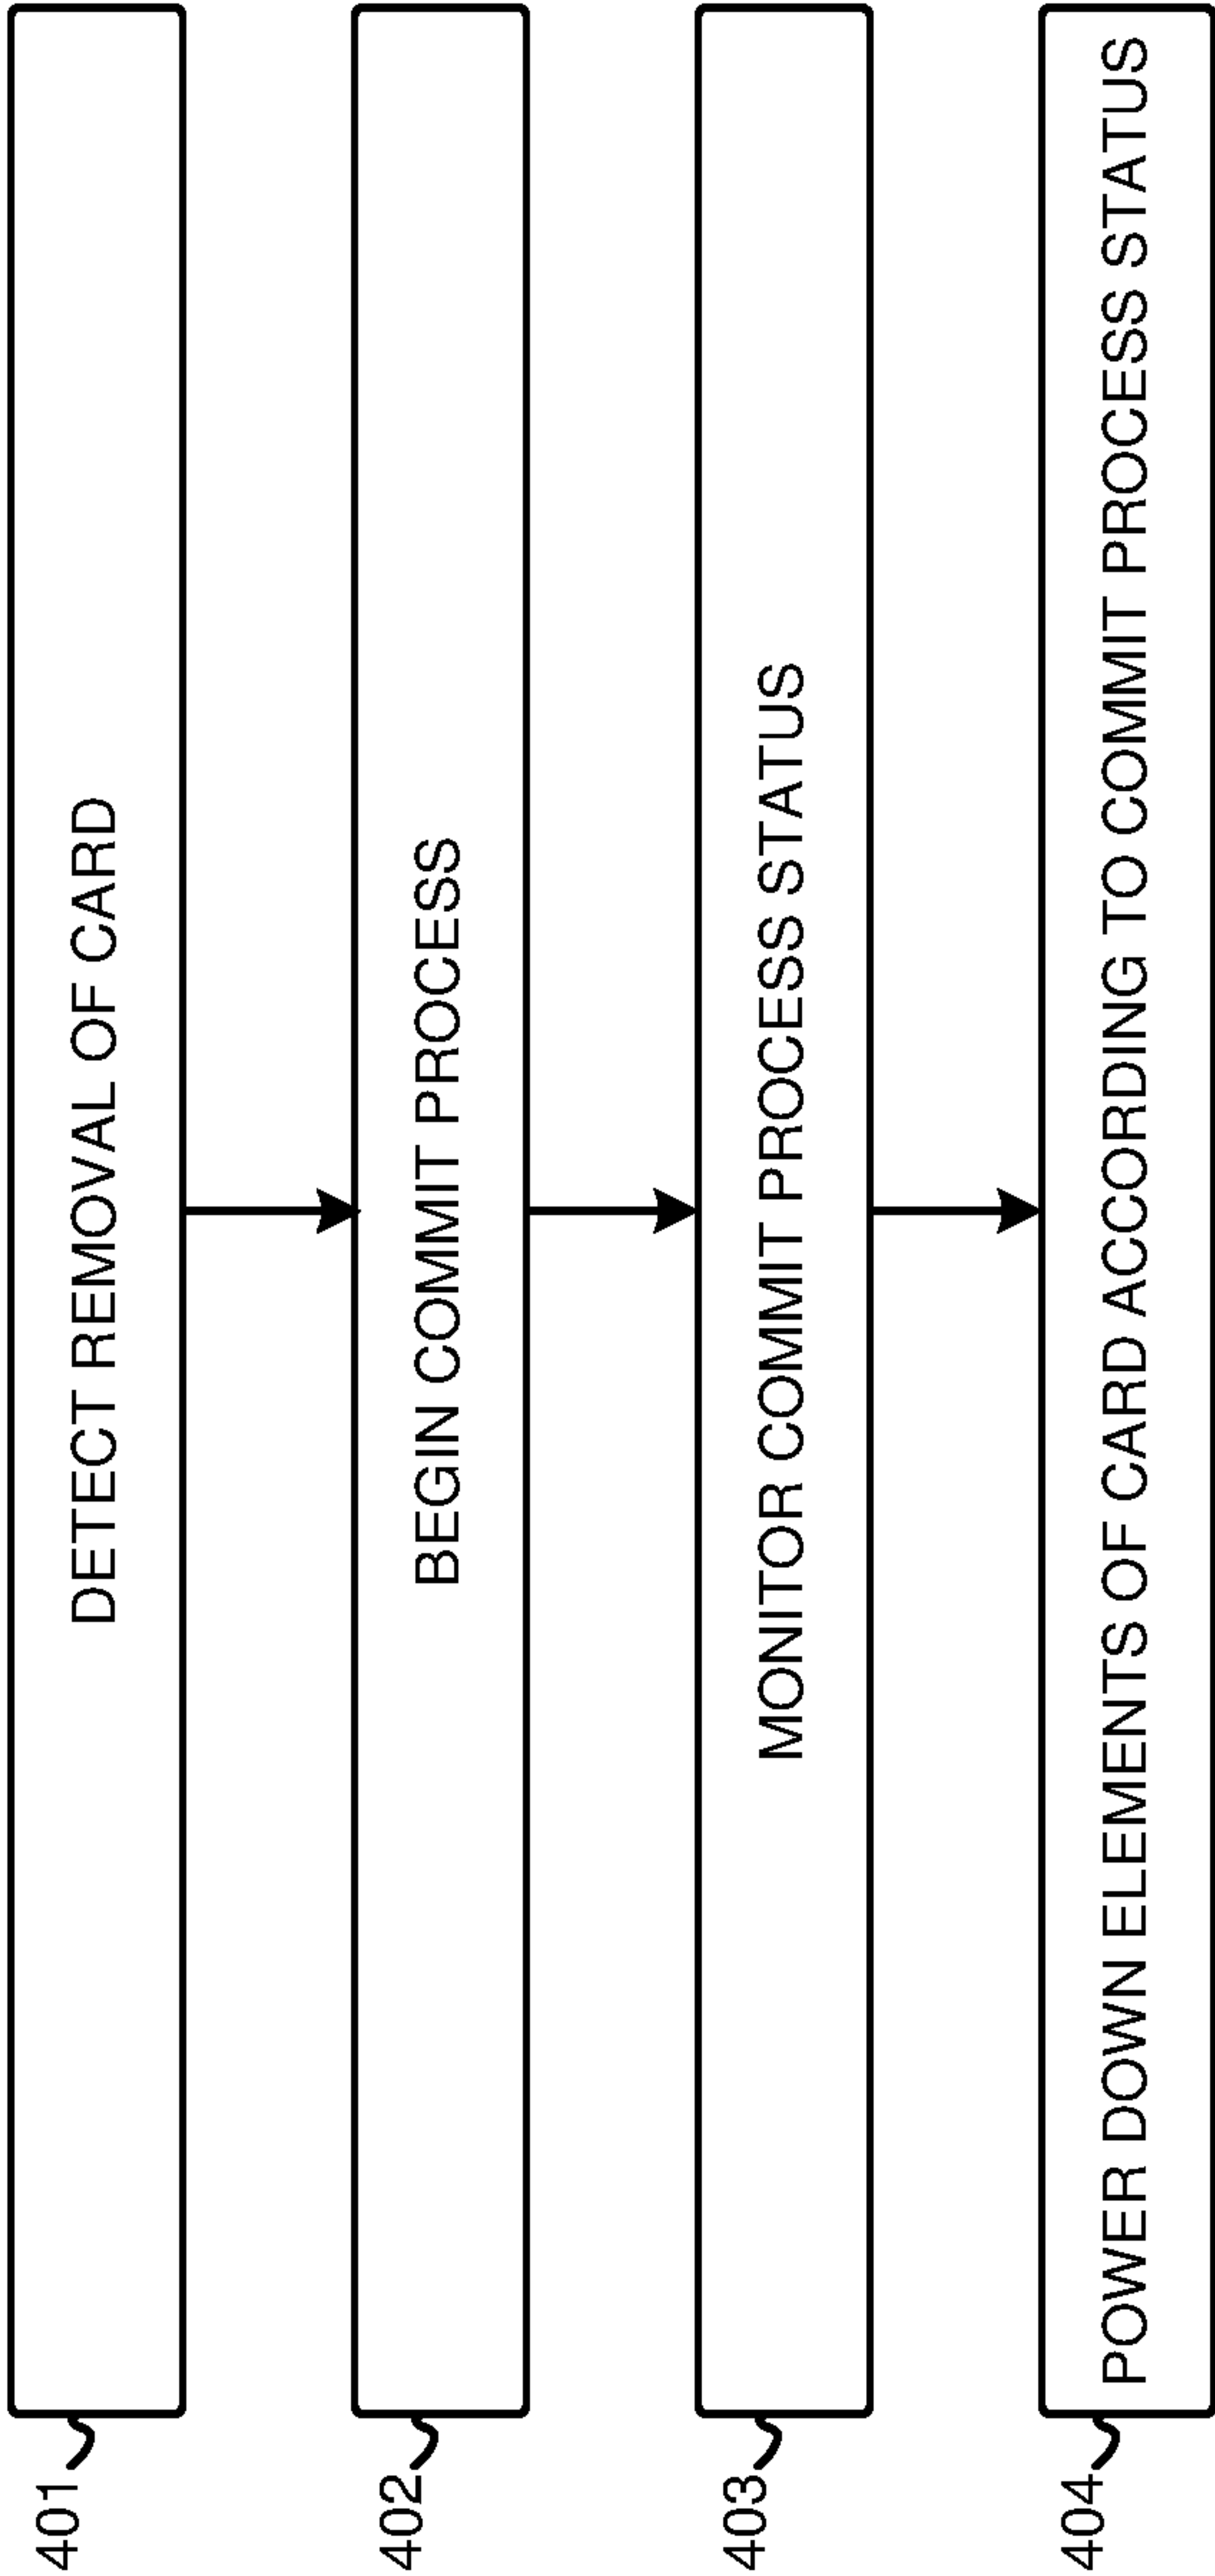 401
DETECT REMOVAL OF CARD
402
BEGIN COMMIT PROCESS
403
MONITOR COMMIT PROCESS STATUS
404
POWER DOWN ELEMENTS OF CARD ACCORDING TO COMMIT PROCESS STATUS